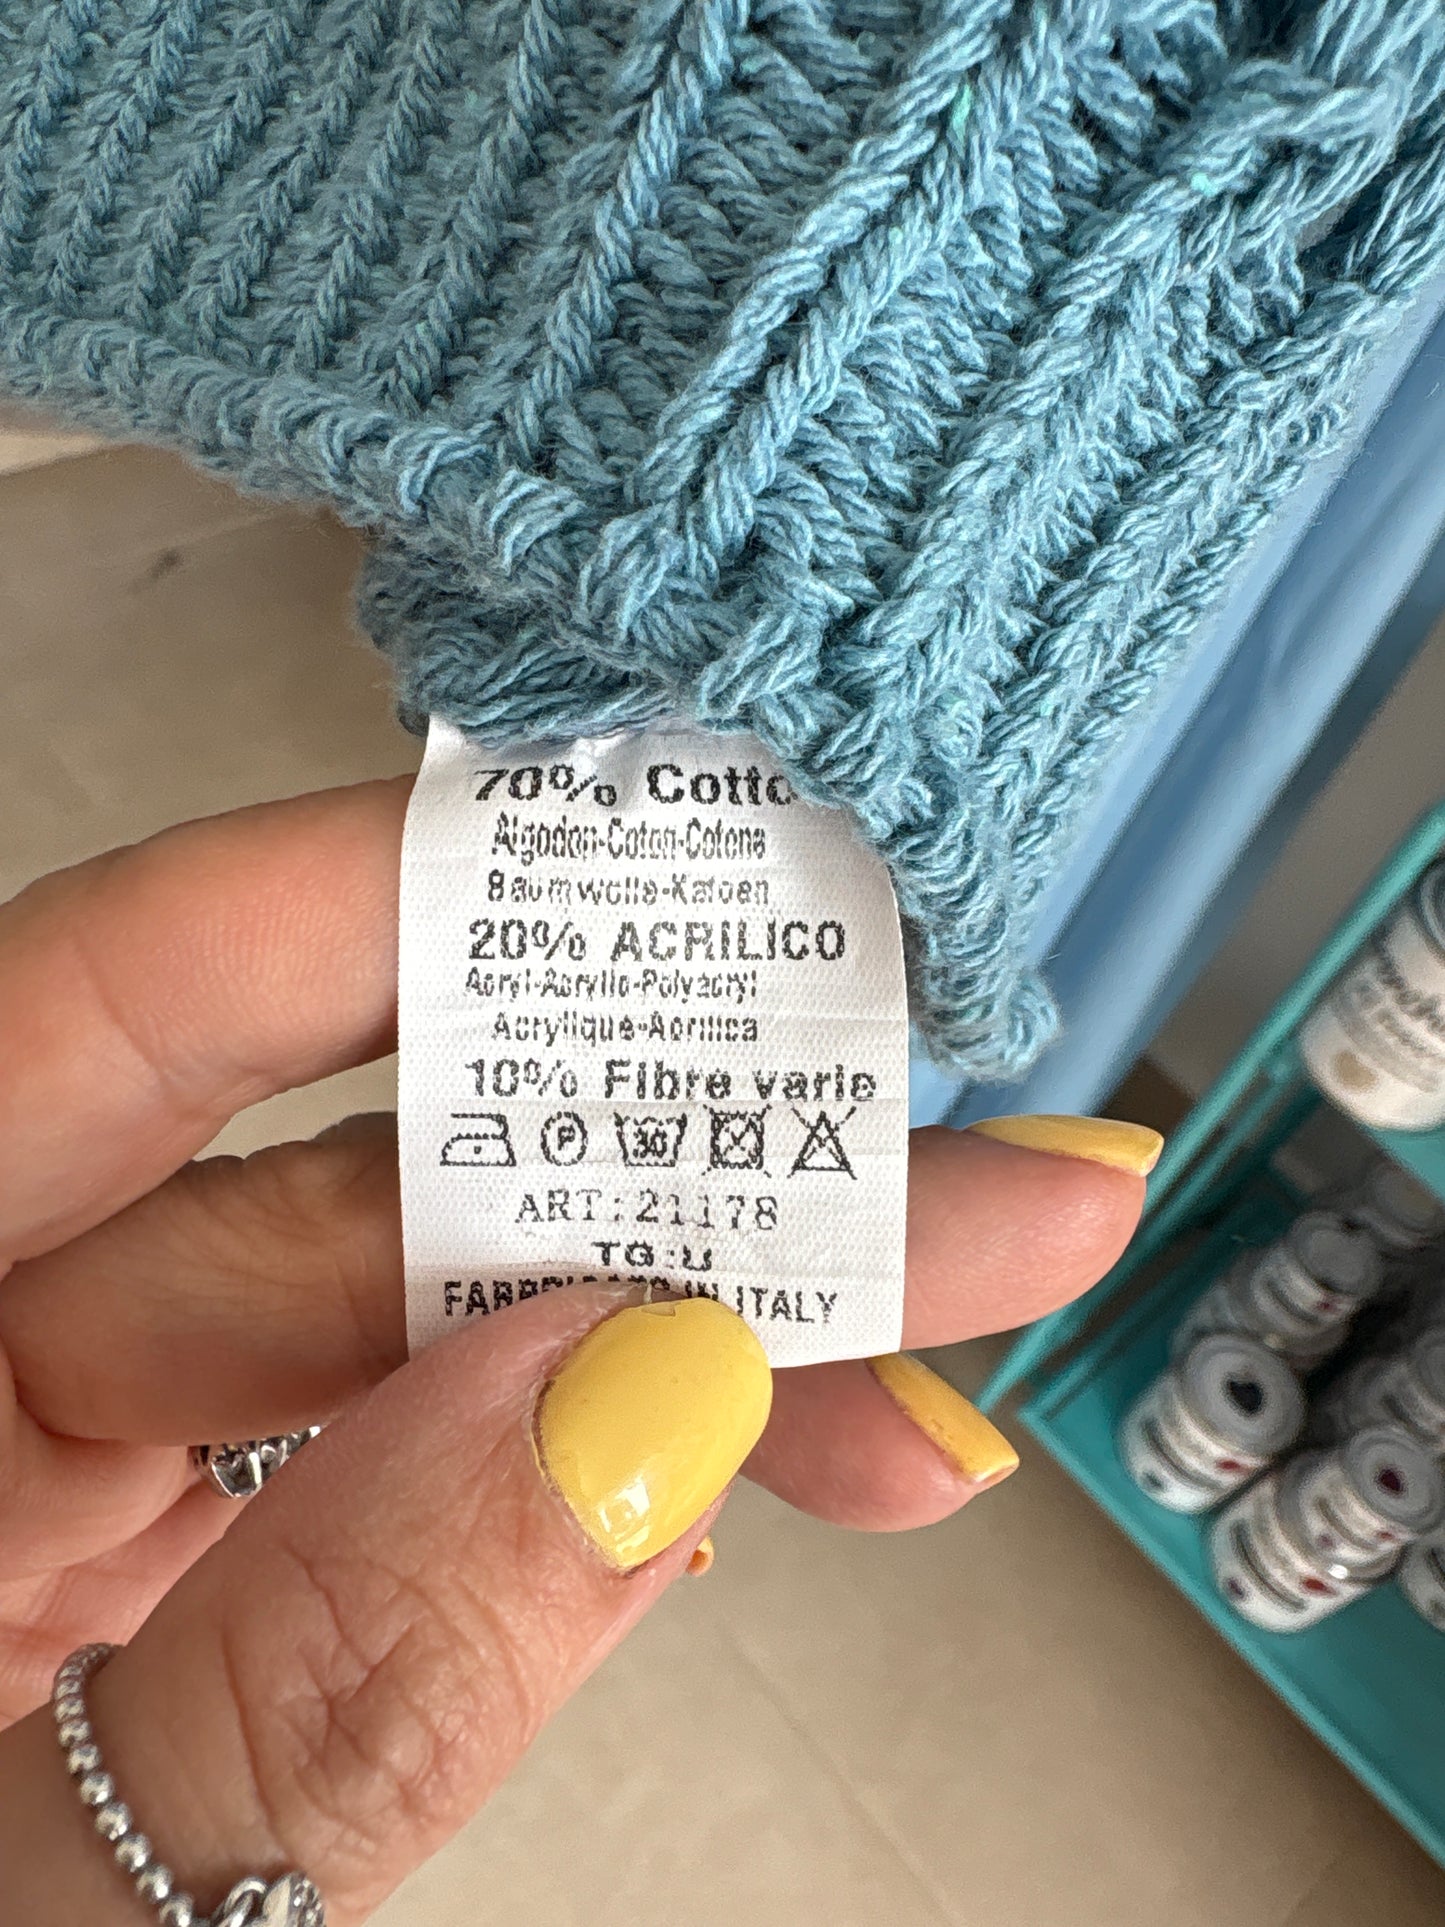 70% Cotto
Algodon-Coton-Cotone
Baumwolle-Katoen
20% ACRILICO
Acryl-Acrylic-Polyacryl
Acrylique-Acrilica
10% Fibre varie
P 30
ART:21178
TG:U
ITALY